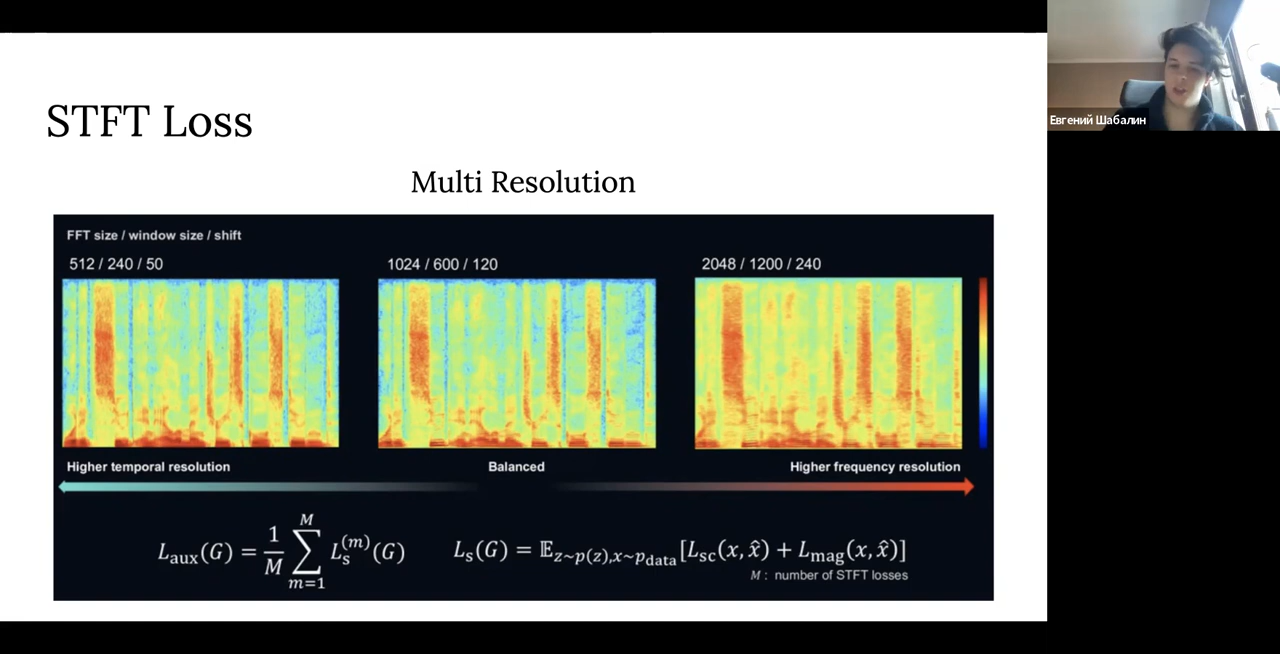 STFT Loss
Multi Resolution
FFT size / window size / shift
512 / 240 / 50
1024 / 600 / 120
2048 / 1200 / 240
Higher temporal resolution
Balanced
Higher frequency resolution
L_aux(G) = 1/M ∑_{m=1}^{M} L_s^{(m)}(G)
L_s(G) = 𝔼_{z~p(z),x~p_data}[L_sc(x, x̂) + L_mag(x, x̂)]
M : number of STFT losses
Евгений Шабалин